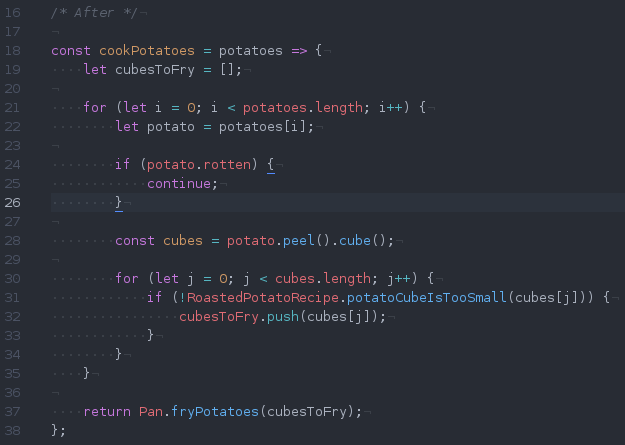 16 /* After */¬
17 ¬
18 const cookPotatoes = potatoes => {¬
19 ····let cubesToFry = [];¬
20 ¬
21 ····for (let i = 0; i < potatoes.length; i++) {¬
22 ········let potato = potatoes[i];¬
23 ¬
24 ········if (potato.rotten) {¬
25 ············continue;¬
26 ········}¬
27 ¬
28 ········const cubes = potato.peel().cube();¬
29 ¬
30 ········for (let j = 0; j < cubes.length; j++) {¬
31 ············if (!RoastedPotatoRecipe.potatoCubeIsTooSmall(cubes[j])) {¬
32 ················cubesToFry.push(cubes[j]);¬
33 ············}¬
34 ········}¬
35 ····}¬
36 ¬
37 ····return Pan.fryPotatoes(cubesToFry);¬
38 };